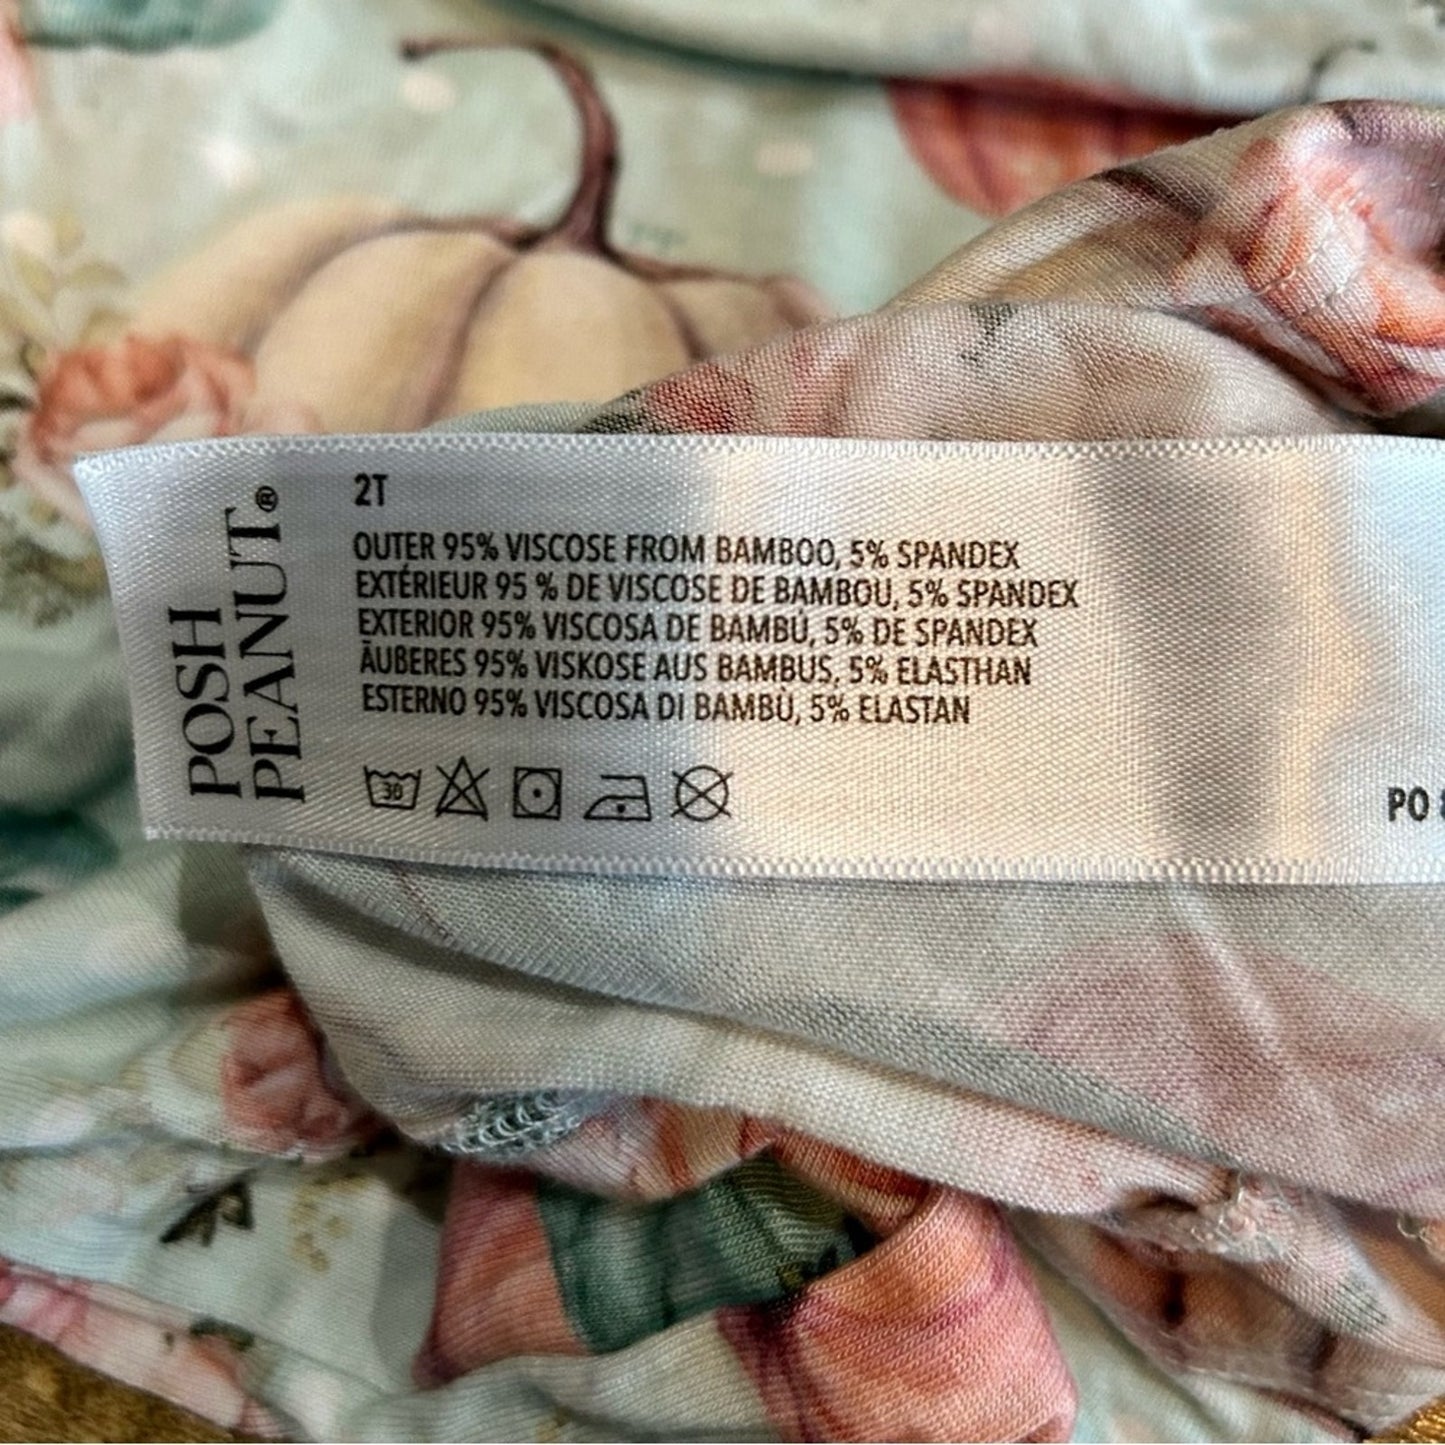 POSH
PEANUT®
2T
OUTER 95% VISCOSE FROM BAMBOO, 5% SPANDEX
EXTÉRIEUR 95 % DE VISCOSE DE BAMBOU, 5% SPANDEX
EXTERIOR 95% VISCOSA DE BAMBÚ, 5% DE SPANDEX
ÄUBERES 95% VISKOSE AUS BAMBUS, 5% ELASTHAN
ESTERNO 95% VISCOSA DI BAMBÙ, 5% ELASTAN
30
PO